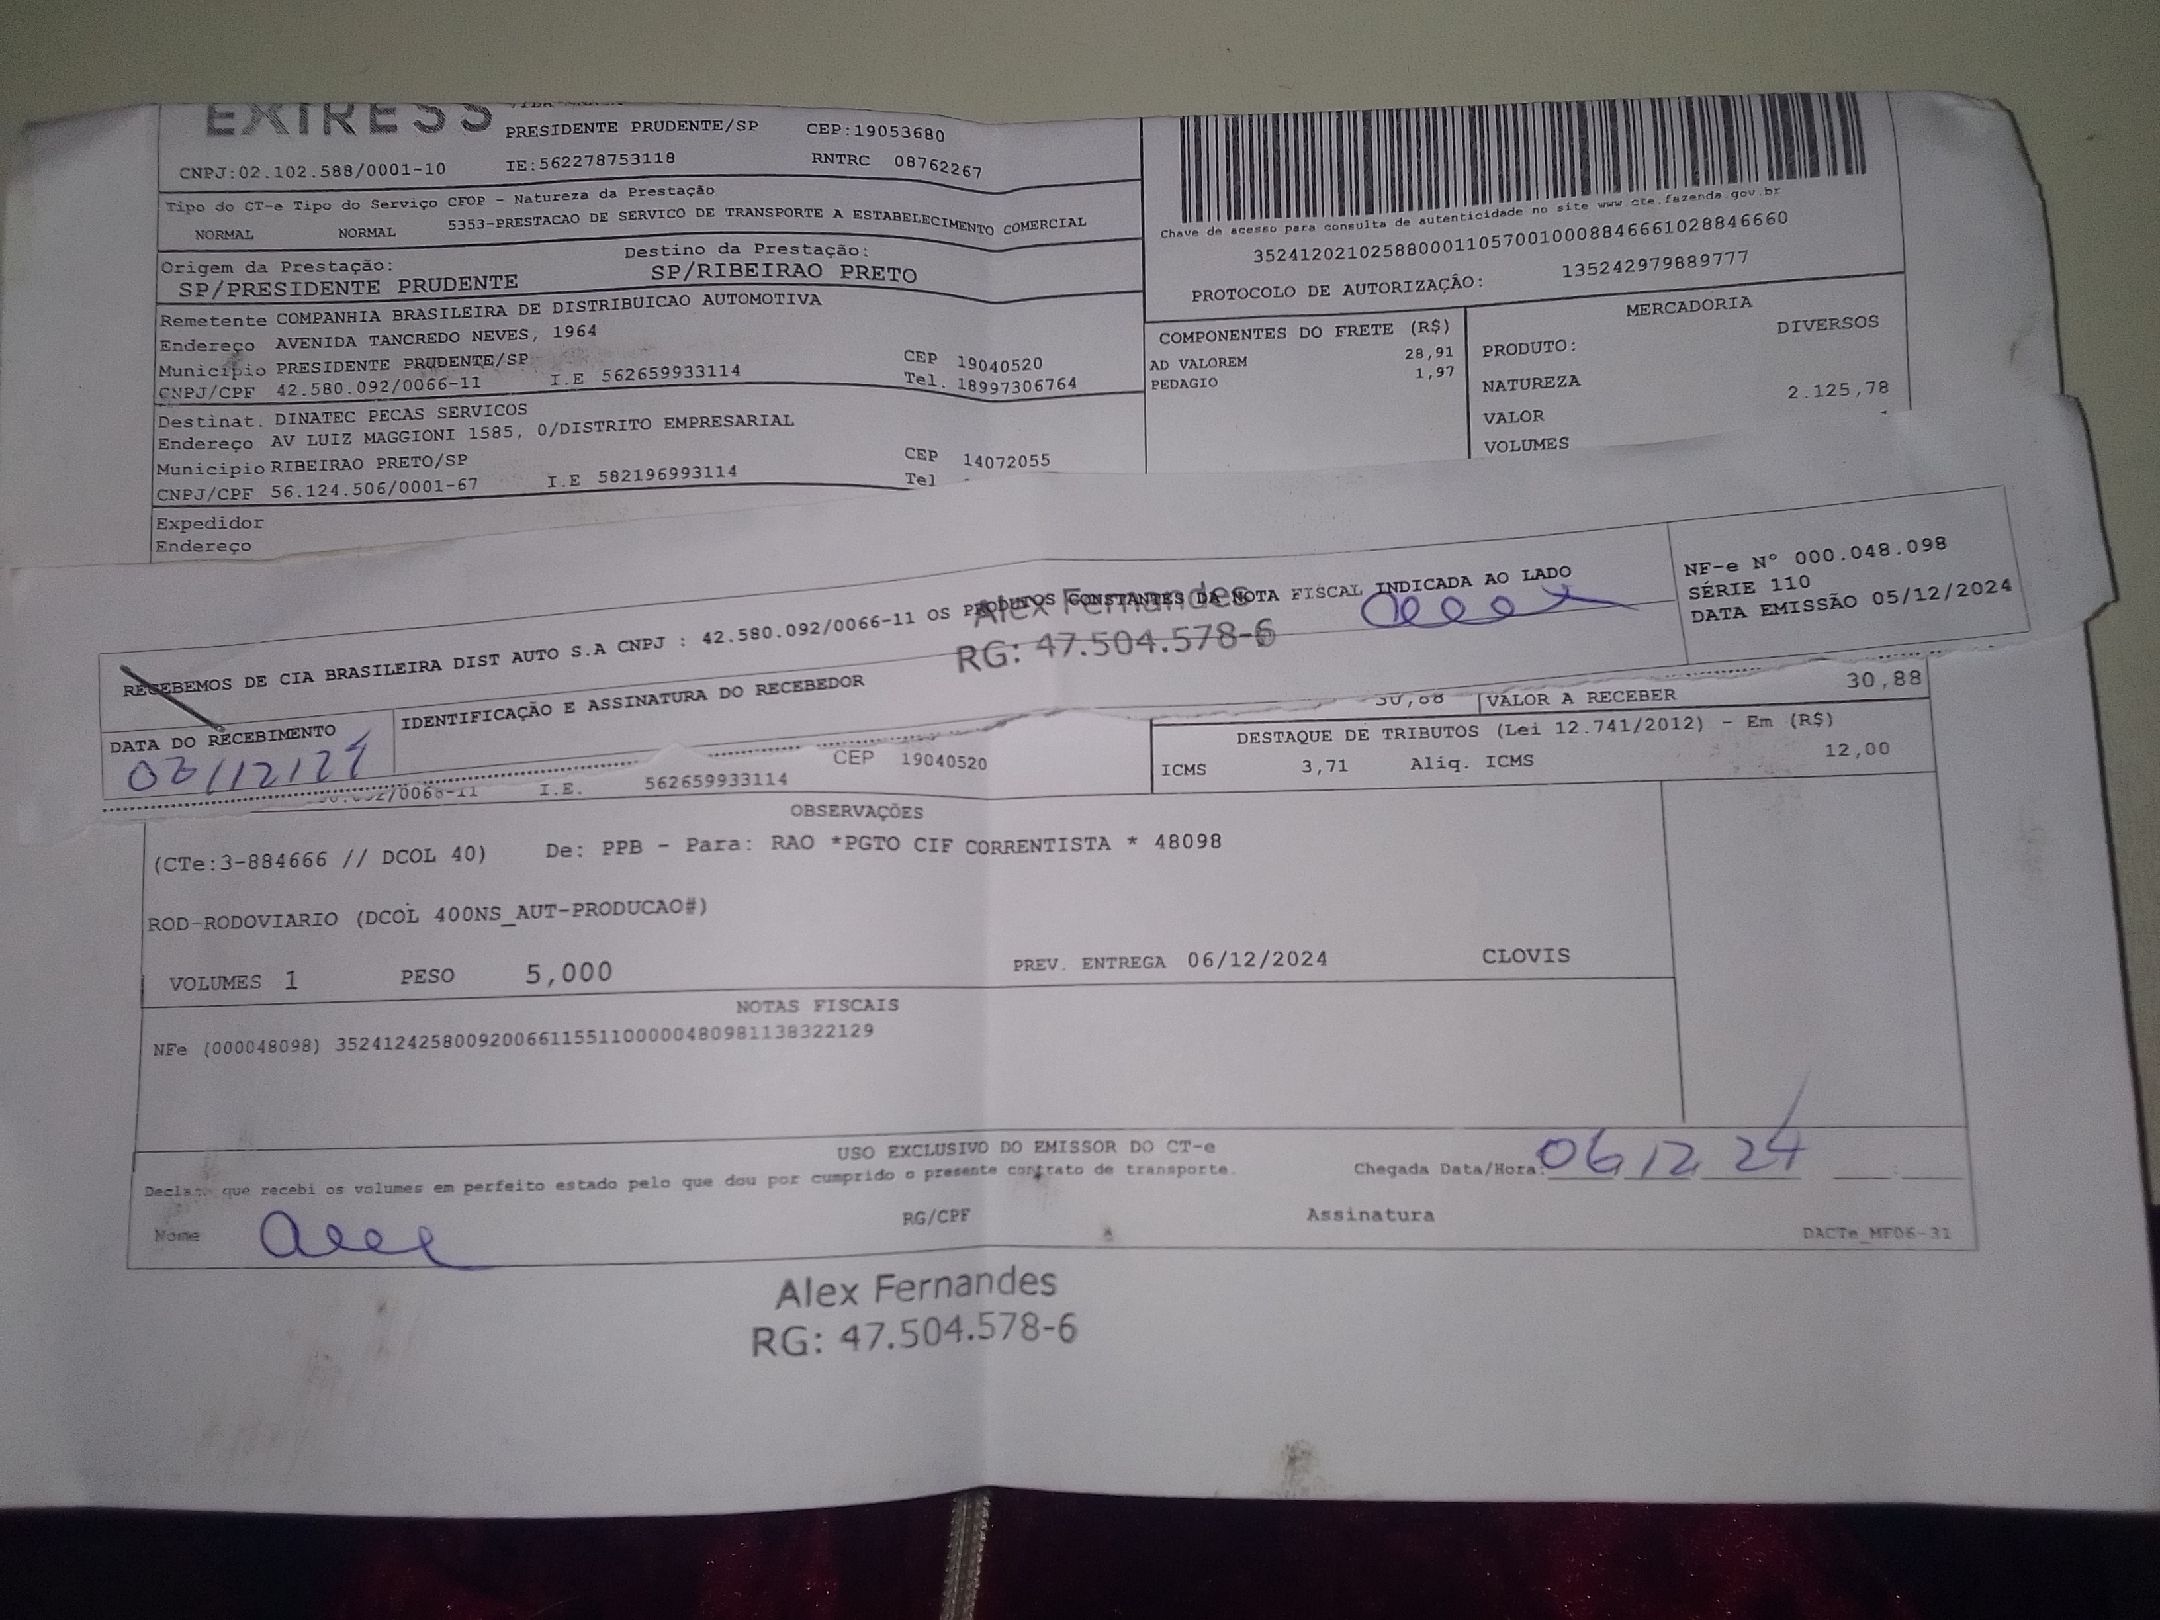 PRESIDENTE PRUDENTE/SP CEP:19053680
CNPJ:02.102.588/0001-10 IE:562278753118 RNTRC 08762267
Tipo do CT-e Tipo do Serviço CFOP - Natureza da Prestação
NORMAL NORMAL 5353-PRESTACAO DE SERVICO DE TRANSPORTE A ESTABELECIMENTO COMERCIAL
Origem da Prestação: Destino da Prestação:
SP/PRESIDENTE PRUDENTE SP/RIBEIRAO PRETO
Remetente COMPANHIA BRASILEIRA DE DISTRIBUICAO AUTOMOTIVA
Endereço AVENIDA TANCREDO NEVES, 1964
Município PRESIDENTE PRUDENTE/SP CEP 19040520
CNPJ/CPF 42.580.092/0066-11 I.E 562659933114 Tel. 18997306764
Destinat. DINATEC PECAS SERVICOS
Endereço AV LUIZ MAGGIONI 1585, 0/DISTRITO EMPRESARIAL
Municipio RIBEIRAO PRETO/SP CEP 14072055
CNPJ/CPF 56.124.506/0001-67 I.E 582196993114 Tel
Expedidor
Endereço
Chave de acesso para consulta de autenticidade no site www.cte.fazenda.gov.br
35241202102588000110570010008846661028846660
PROTOCOLO DE AUTORIZAÇÃO: 135242979889777
COMPONENTES DO FRETE (R$)
AD VALOREM 28,91
PEDAGIO 1,97
MERCADORIA
PRODUTO: DIVERSOS
NATUREZA
VALOR 2.125,78
VOLUMES
RECEBEMOS DE CIA BRASILEIRA DIST AUTO S.A CNPJ : 42.580.092/0066-11 OS PRODUTOS CONSTANTES DA NOTA FISCAL INDICADA AO LADO
Alex Fernandes
RG: 47.504.578-6
NF-e N° 000.048.098
SÉRIE 110
DATA EMISSÃO 05/12/2024
DATA DO RECEBIMENTO IDENTIFICAÇÃO E ASSINATURA DO RECEBEDOR
VALOR A RECEBER 30,88
DESTAQUE DE TRIBUTOS (Lei 12.741/2012) - Em (R$)
ICMS 3,71 Aliq. ICMS 12,00
CEP 19040520
I.E. 562659933114
OBSERVAÇÕES
(CTe:3-884666 // DCOL 40) De: PPB - Para: RAO *PGTO CIF CORRENTISTA * 48098
ROD-RODOVIARIO (DCOL 400NS_AUT-PRODUCAO#)
VOLUMES 1 PESO 5,000 PREV. ENTREGA 06/12/2024 CLOVIS
NOTAS FISCAIS
NFe (000048098) 35241242580092006611551100000480981138322129
USO EXCLUSIVO DO EMISSOR DO CT-e
Declaro que recebi os volumes em perfeito estado pelo que dou por cumprido o presente contrato de transporte. Chegada Data/Hora: 06 12 24
Nome RG/CPF Assinatura
DACTe_MF06-31
Alex Fernandes
RG: 47.504.578-6